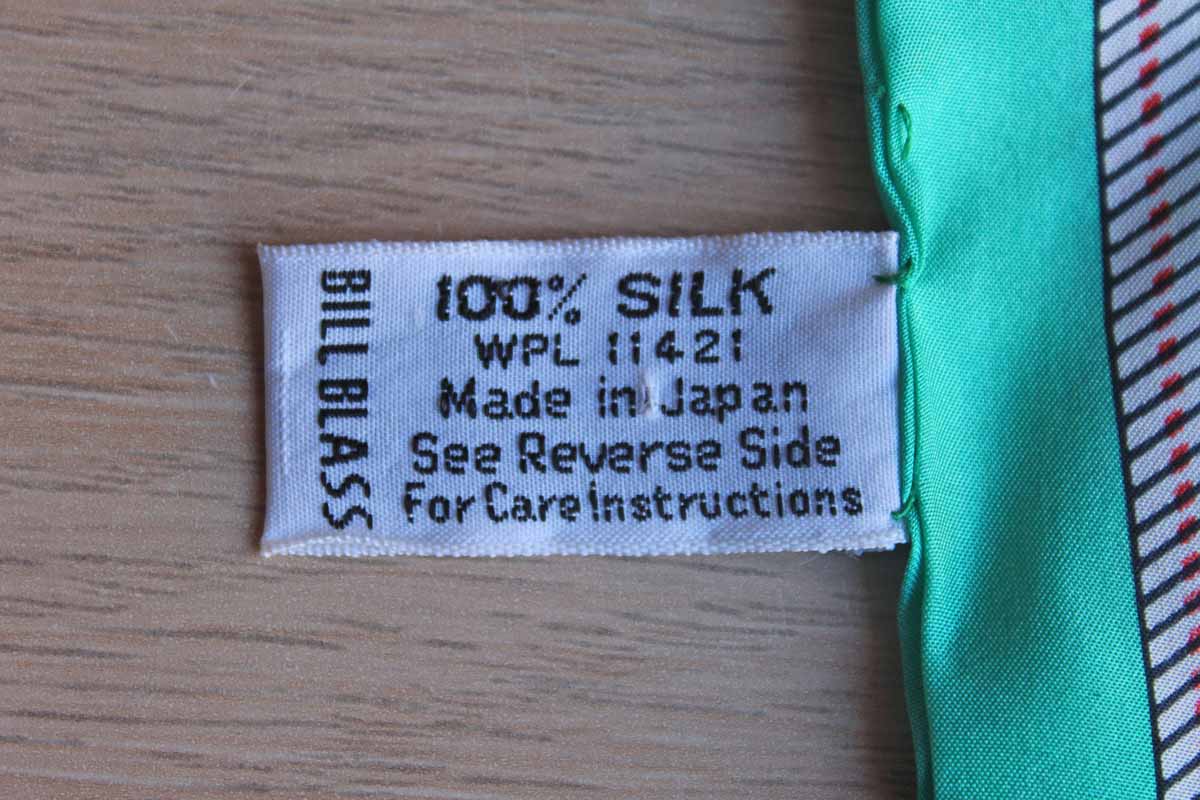 BILL BLASS
100% SILK
WPL 11421
Made in Japan
See Reverse Side
For Care Instructions